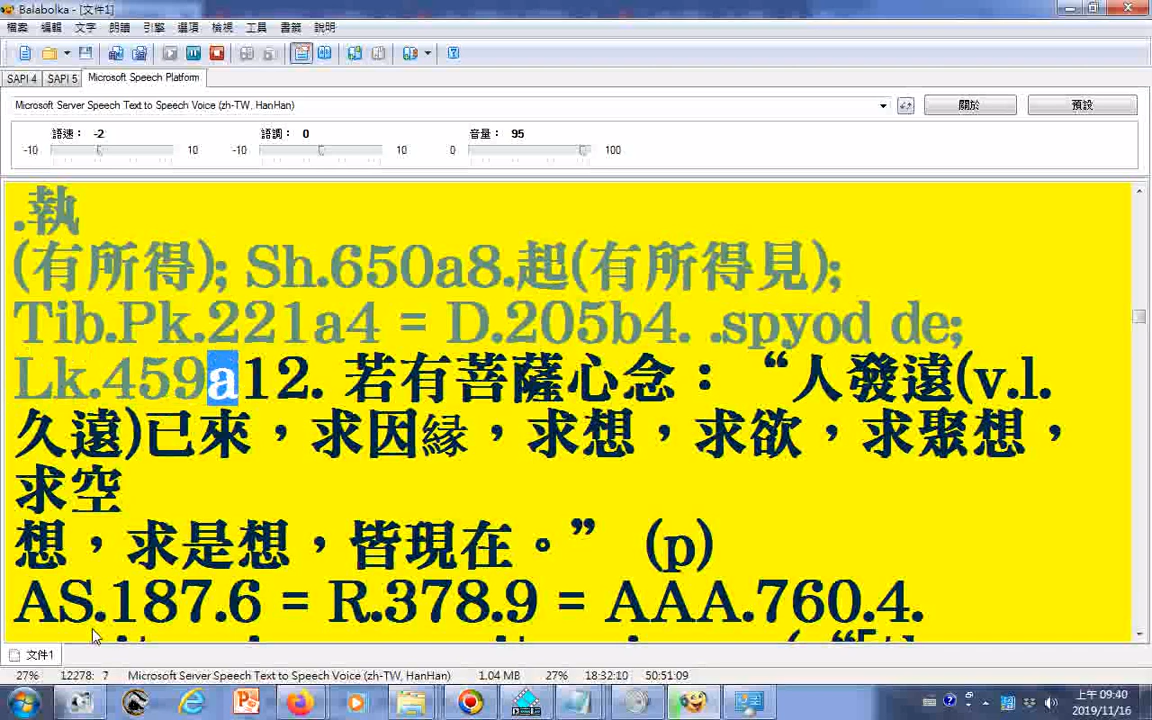 Balabolka - [文件1]
檔案 編輯 文字 朗讀 引擎 選項 檢視 工具 書籤 說明
SAPI 4 SAPI 5 Microsoft Speech Platform
Microsoft Server Speech Text to Speech Voice (zh-TW, HanHan) 關於 預設
語速： -2 語調： 0 音量： 95
-10 10 -10 10 0 100
.執
(有所得); Sh.650a8.起(有所得見);
Tib.Pk.221a4 = D.205b4. .spyod de;
Lk.459a12. 若有菩薩心念：“人發遠(v.l.
久遠)已來，求因緣，求想，求欲，求聚想，
求空
想，求是想，皆現在。” (p)
AS.187.6 = R.378.9 = AAA.760.4.
文件1
27% 12278: 7 Microsoft Server Speech Text to Speech Voice (zh-TW, HanHan) 1.04 MB 27% 18:32:10 50:51:09
上午 09:40
2019/11/16